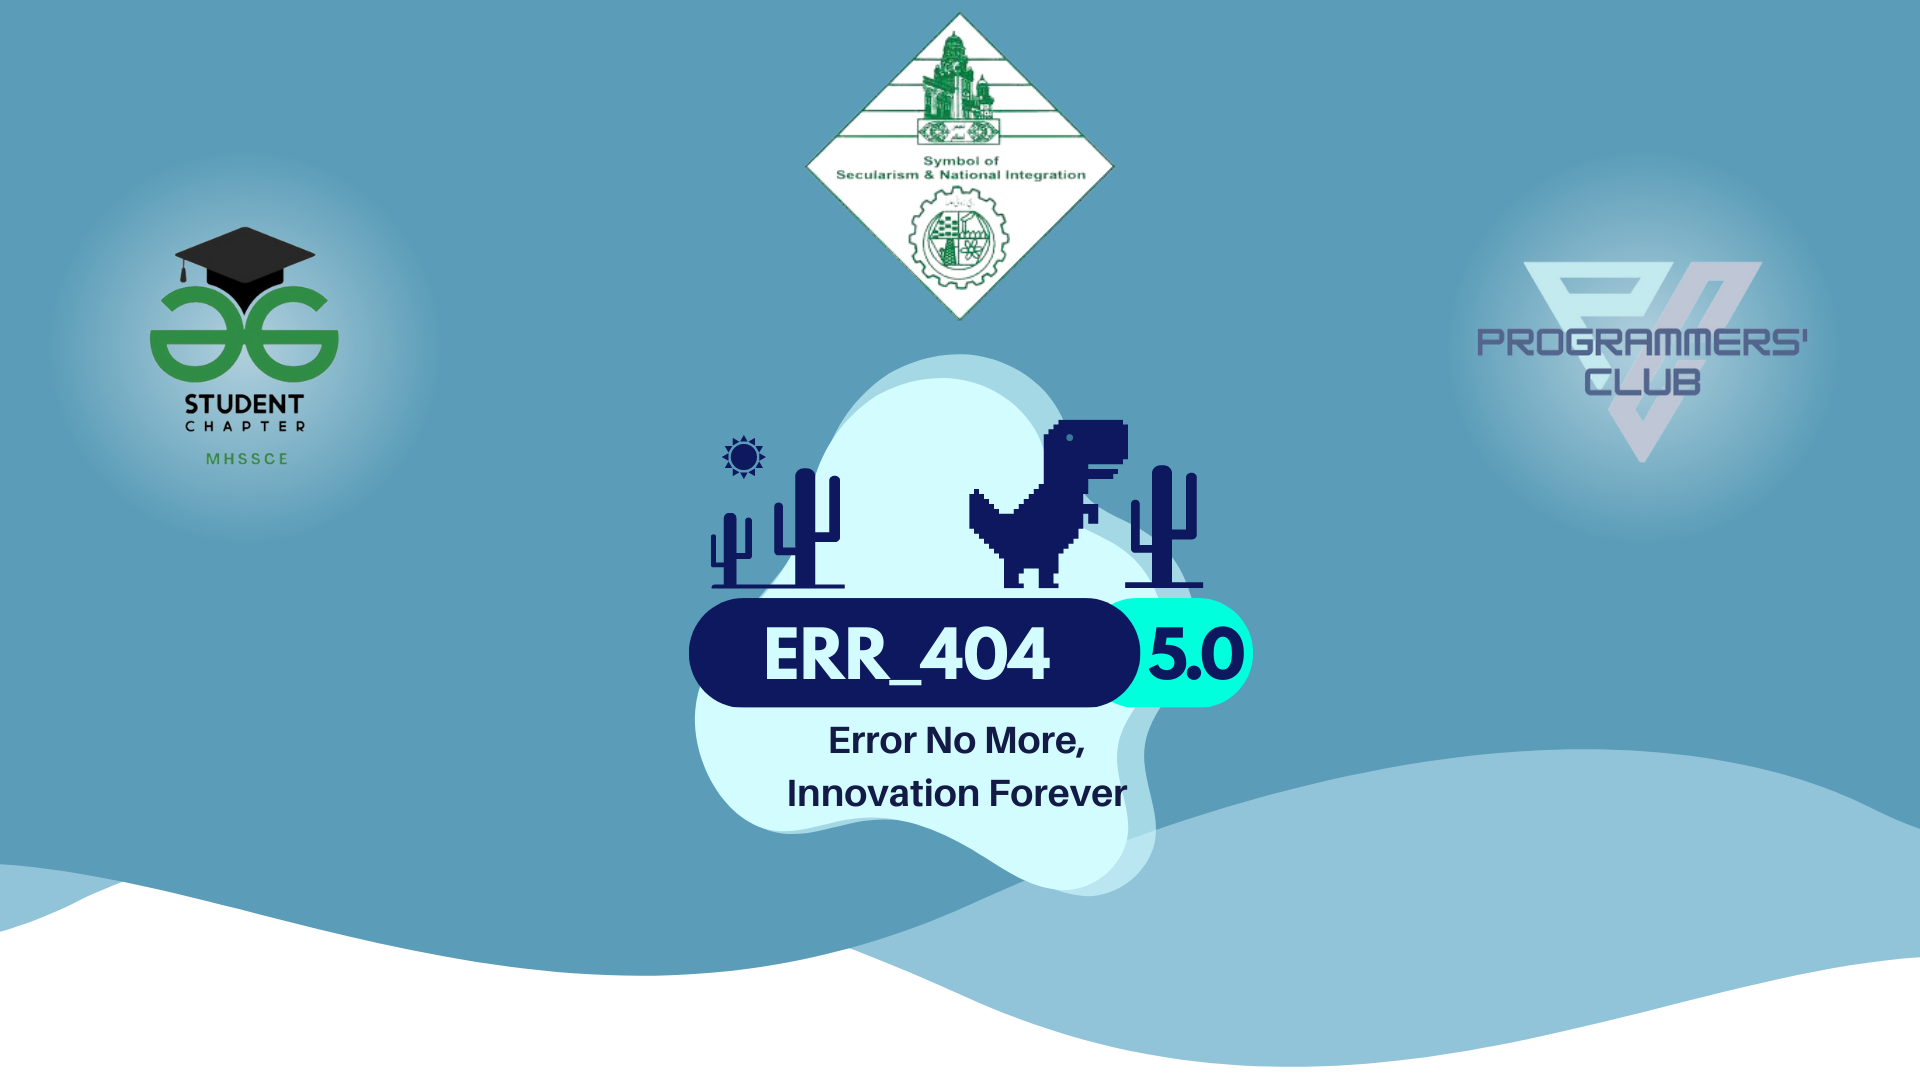 Symbol of
Secularism & National Integration
STUDENT
CHAPTER
MHSSCE
PROGRAMMERS'
CLUB
ERR_404
5.0
Error No More,
Innovation Forever